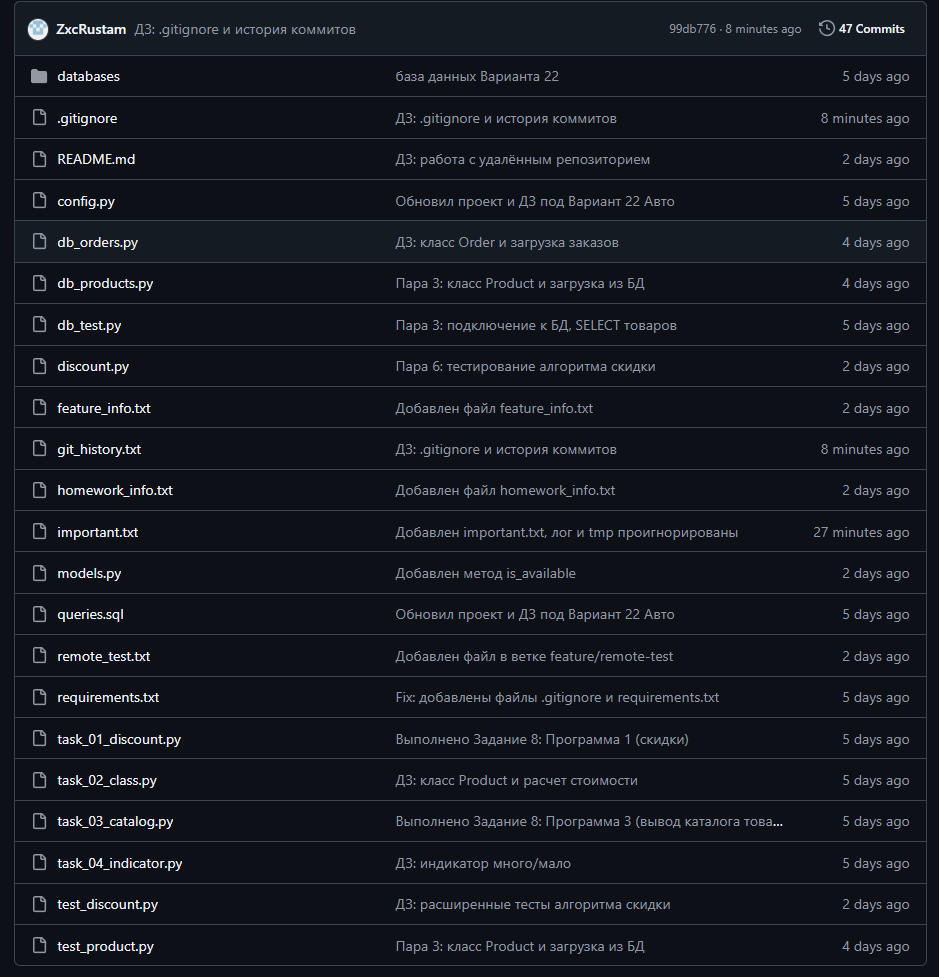 ZxcRustam ДЗ: .gitignore и история коммитов 99db776 · 8 minutes ago 47 Commits
databases база данных Варианта 22 5 days ago
.gitignore ДЗ: .gitignore и история коммитов 8 minutes ago
README.md ДЗ: работа с удалённым репозиторием 2 days ago
config.py Обновил проект и ДЗ под Вариант 22 Авто 5 days ago
db_orders.py ДЗ: класс Order и загрузка заказов 4 days ago
db_products.py Пара 3: класс Product и загрузка из БД 4 days ago
db_test.py Пара 3: подключение к БД, SELECT товаров 5 days ago
discount.py Пара 6: тестирование алгоритма скидки 2 days ago
feature_info.txt Добавлен файл feature_info.txt 2 days ago
git_history.txt ДЗ: .gitignore и история коммитов 8 minutes ago
homework_info.txt Добавлен файл homework_info.txt 2 days ago
important.txt Добавлен important.txt, лог и tmp проигнорированы 27 minutes ago
models.py Добавлен метод is_available 2 days ago
queries.sql Обновил проект и ДЗ под Вариант 22 Авто 5 days ago
remote_test.txt Добавлен файл в ветке feature/remote-test 2 days ago
requirements.txt Fix: добавлены файлы .gitignore и requirements.txt 5 days ago
task_01_discount.py Выполнено Задание 8: Программа 1 (скидки) 5 days ago
task_02_class.py ДЗ: класс Product и расчет стоимости 5 days ago
task_03_catalog.py Выполнено Задание 8: Программа 3 (вывод каталога това... 5 days ago
task_04_indicator.py ДЗ: индикатор много/мало 5 days ago
test_discount.py ДЗ: расширенные тесты алгоритма скидки 2 days ago
test_product.py Пара 3: класс Product и загрузка из БД 4 days ago